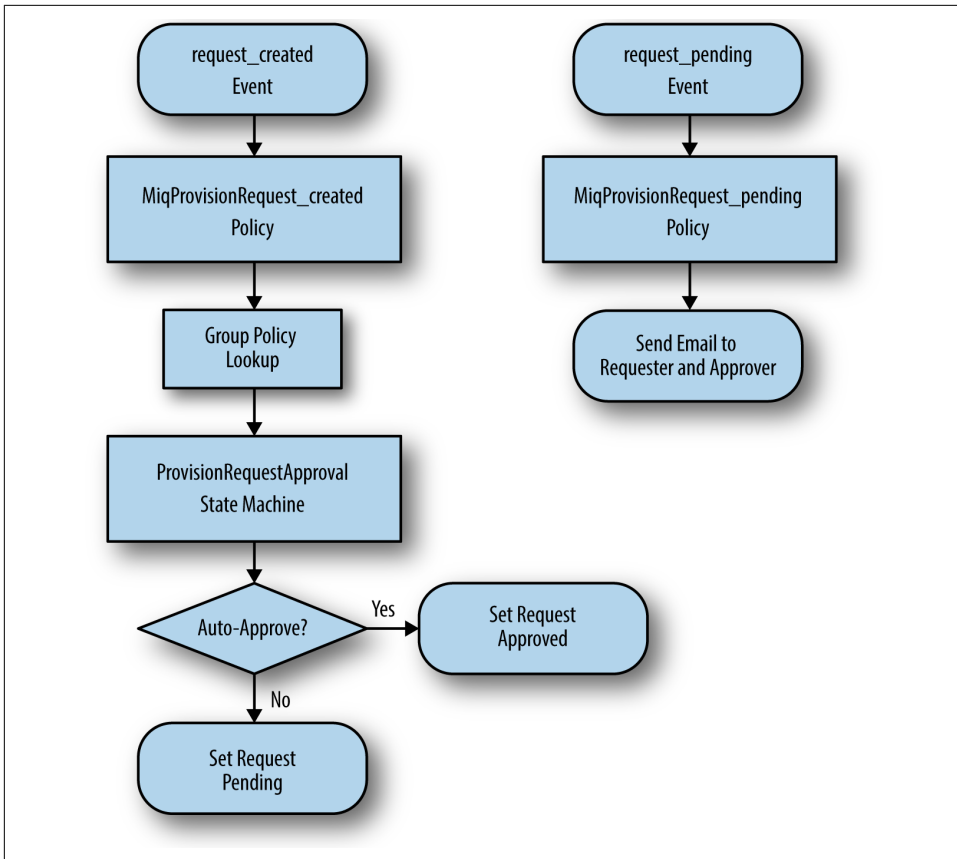 request_created
Event
MiqProvisionRequest_created
Policy
Group Policy
Lookup
ProvisionRequestApproval
State Machine
Auto-Approve?
Yes
Set Request
Approved
No
Set Request
Pending
request_pending
Event
MiqProvisionRequest_pending
Policy
Send Email to
Requester and Approver